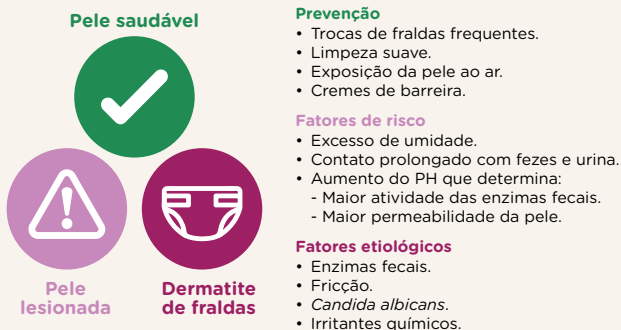 Pele saudável
Pele
lesionada
Dermatite
de fraldas
Prevenção
• Trocas de fraldas frequentes.
• Limpeza suave.
• Exposição da pele ao ar.
• Cremes de barreira.
Fatores de risco
• Excesso de umidade.
• Contato prolongado com fezes e urina.
• Aumento do PH que determina:
- Maior atividade das enzimas fecais.
- Maior permeabilidade da pele.
Fatores etiológicos
• Enzimas fecais.
• Fricção.
• Candida albicans.
• Irritantes químicos.